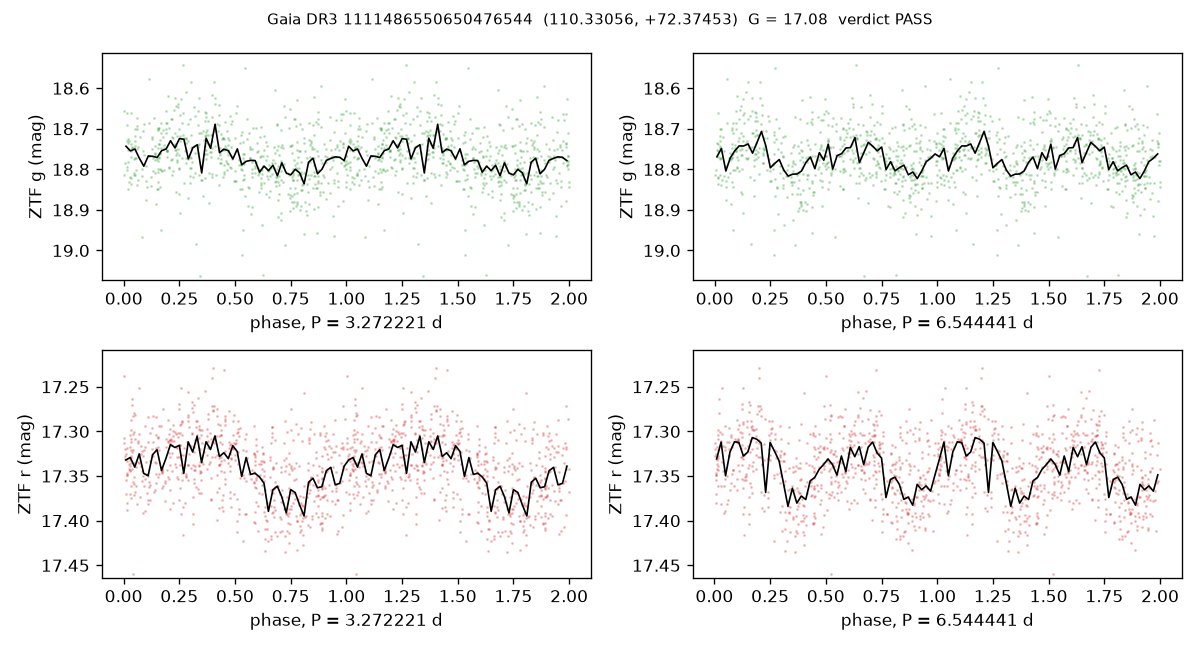 Gaia DR3 1111486550650476544  (110.33056, +72.37453)  G = 17.08  verdict PASS
ZTF g (mag)
18.6
18.7
18.8
18.9
19.0
0.00 0.25 0.50 0.75 1.00 1.25 1.50 1.75 2.00
phase, P = 3.272221 d
ZTF g (mag)
18.6
18.7
18.8
18.9
19.0
0.00 0.25 0.50 0.75 1.00 1.25 1.50 1.75 2.00
phase, P = 6.544441 d
ZTF r (mag)
17.25
17.30
17.35
17.40
17.45
0.00 0.25 0.50 0.75 1.00 1.25 1.50 1.75 2.00
phase, P = 3.272221 d
ZTF r (mag)
17.25
17.30
17.35
17.40
17.45
0.00 0.25 0.50 0.75 1.00 1.25 1.50 1.75 2.00
phase, P = 6.544441 d